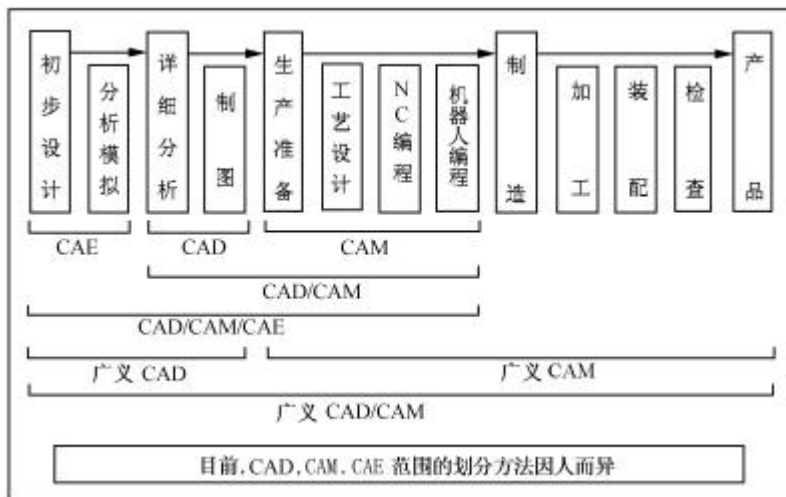 初步设计
分析模拟
详细分析
制图
生产准备
工艺设计
NC编程
机器人编程
制造
加工
装配
检查
产品
CAE
CAD
CAM
CAD/CAM
CAD/CAM/CAE
广义 CAD
广义 CAM
广义 CAD/CAM
目前,CAD,CAM.CAE 范围的划分方法因人而异